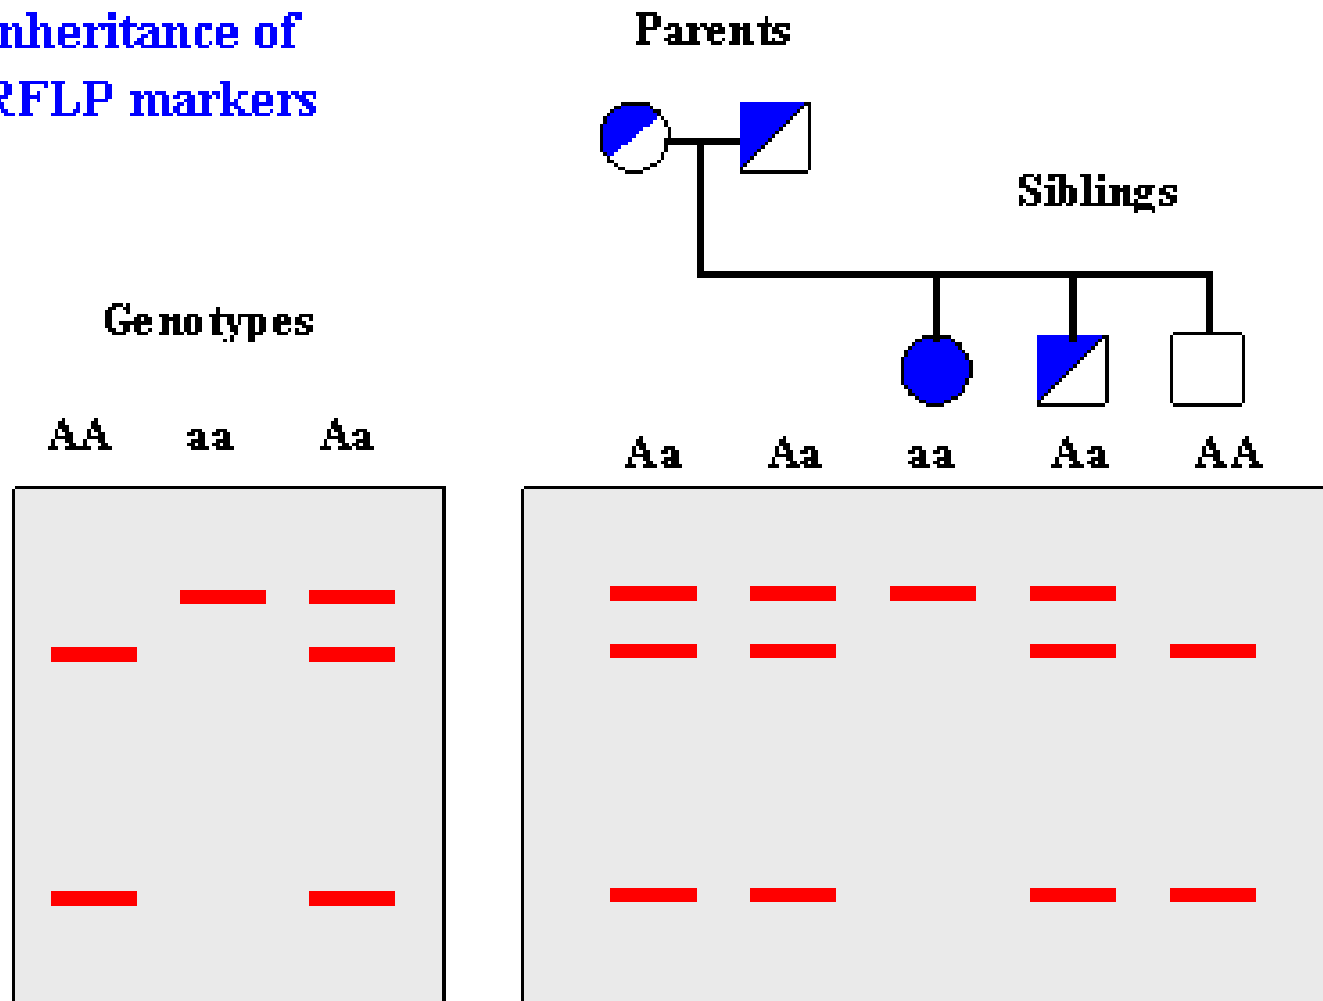 nheritance of
RFLP markers
Parents
Siblings
Genotypes
AA aa Aa
Aa Aa aa Aa AA